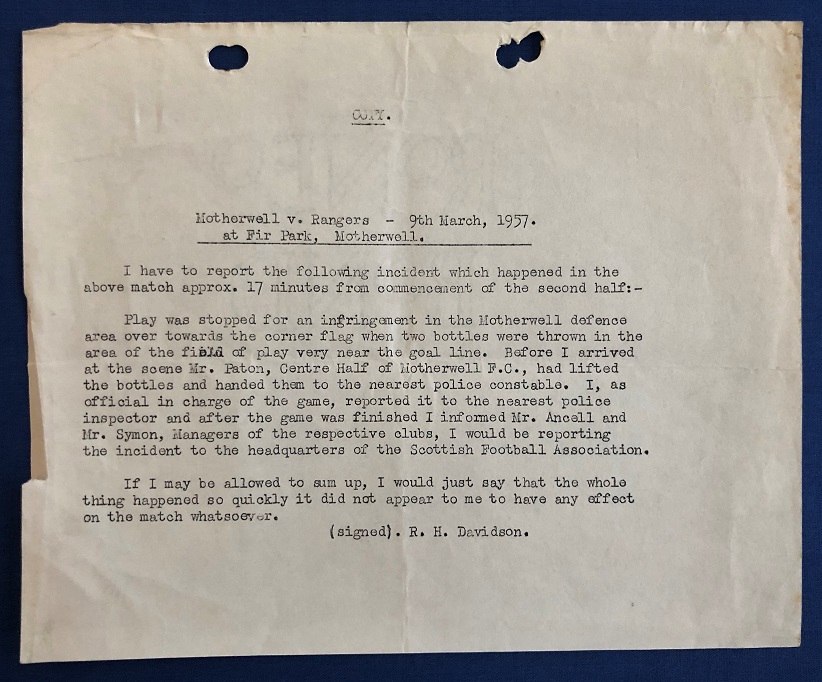 COPY.
Motherwell v. Rangers - 9th March, 1957.
at Fir Park, Motherwell.
I have to report the following incident which happened in the
above match approx. 17 minutes from commencement of the second half:-
Play was stopped for an infringement in the Motherwell defence
area over towards the corner flag when two bottles were thrown in the
area of the field of play very near the goal line. Before I arrived
at the scene Mr. Paton, Centre Half of Motherwell F.C., had lifted
the bottles and handed them to the nearest police constable. I, as
official in charge of the game, reported it to the nearest police
inspector and after the game was finished I informed Mr. Ancell and
Mr. Symon, Managers of the respective clubs, I would be reporting
the incident to the headquarters of the Scottish Football Association.
If I may be allowed to sum up, I would just say that the whole
thing happened so quickly it did not appear to me to have any effect
on the match whatsoever.
(signed). R. H. Davidson.